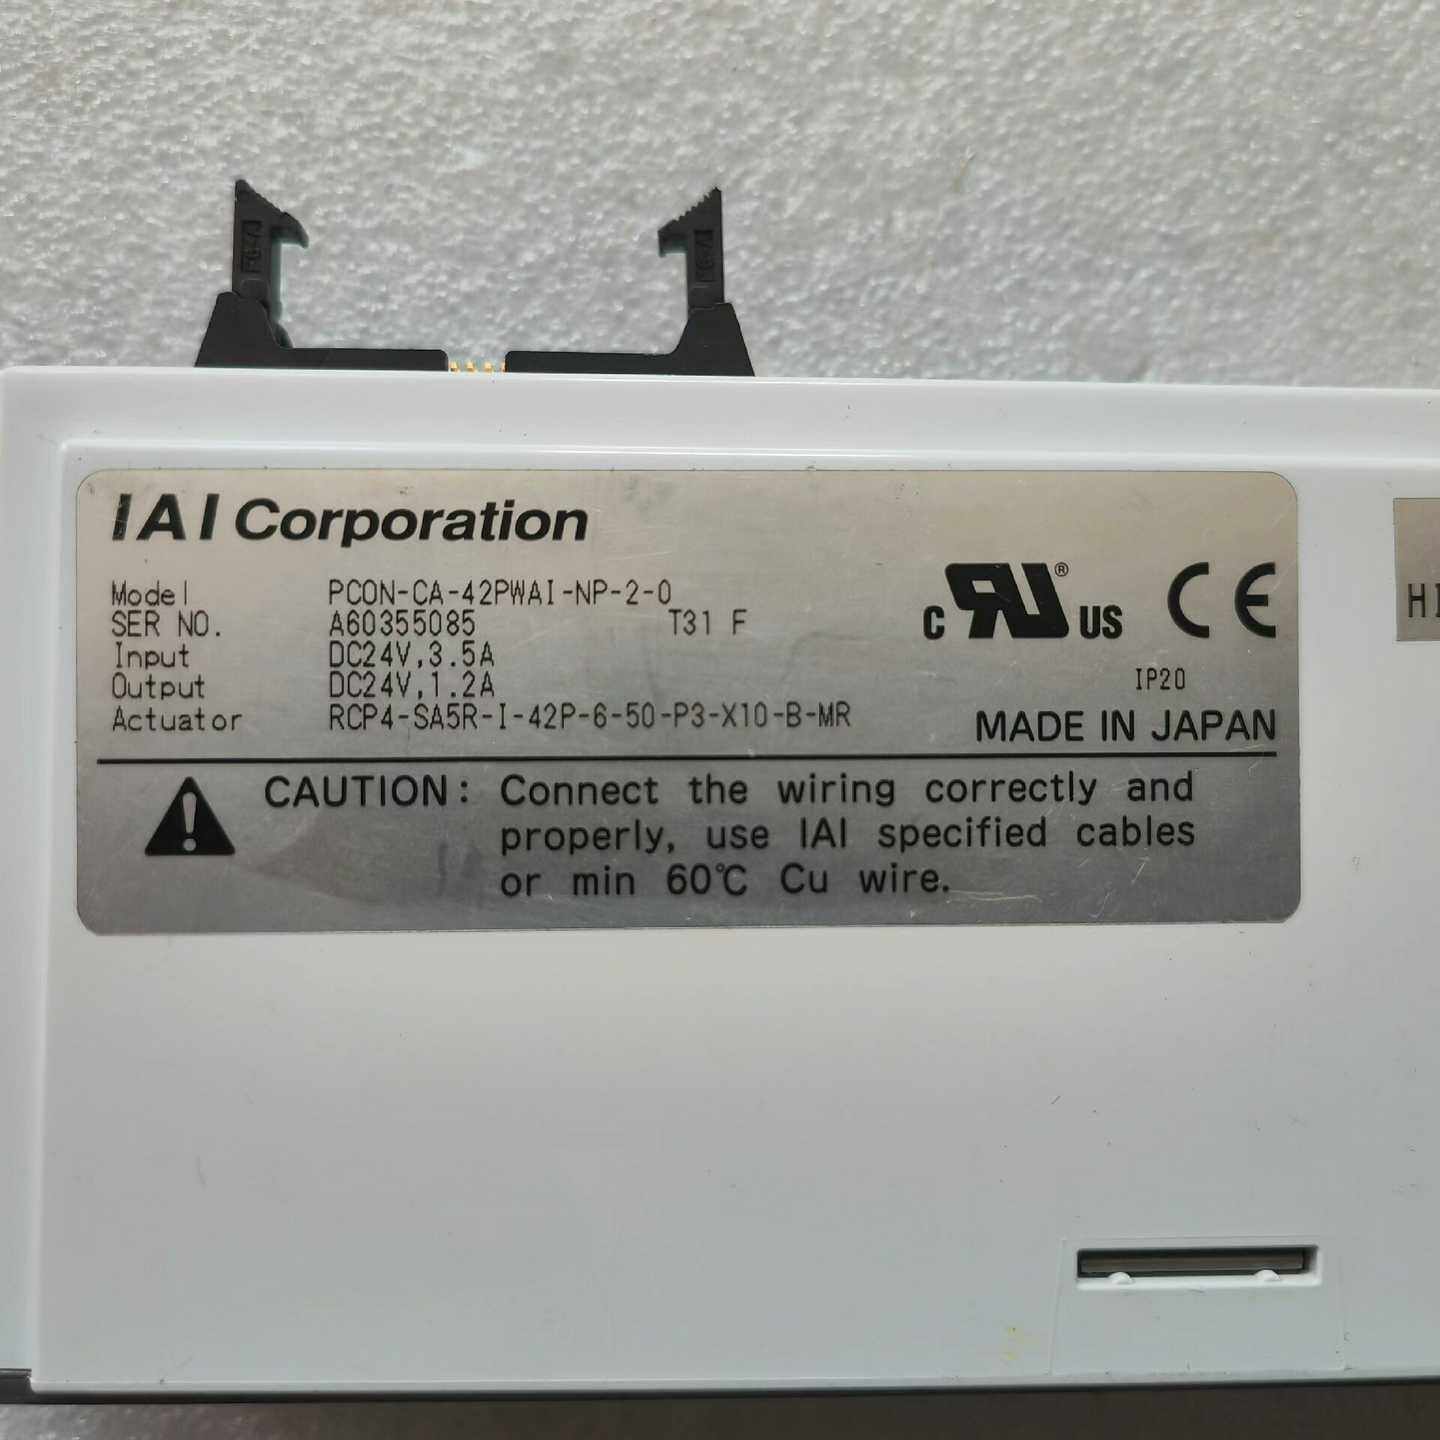 IAI Corporation
Model PCON-CA-42PWAI-NP-2-0
SER NO. A60355085 T31 F
Input DC24V,3.5A
Output DC24V,1.2A
Actuator RCP4-SA5R-I-42P-6-50-P3-X10-B-MR
C RU ® US CE
IP20
MADE IN JAPAN
CAUTION: Connect the wiring correctly and
properly, use IAI specified cables
or min 60℃ Cu wire.